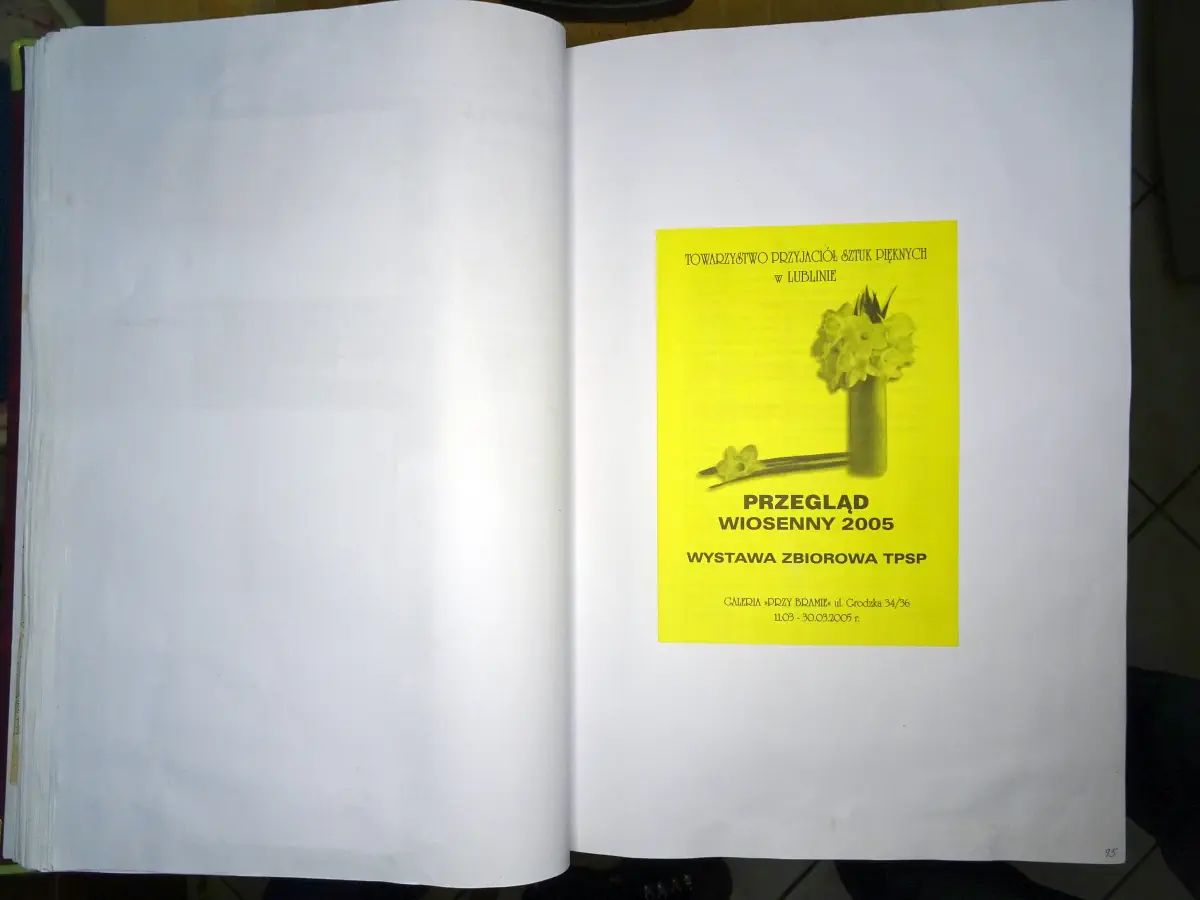 TOWARZYSTWO PRZYJACIÓŁ SZTUK PIĘKNYCH
w LUBLINIE
PRZEGLĄD
WIOSENNY 2005
WYSTAWA ZBIOROWA TPSP
GALERIA »PRZY BRAMIE« ul. Grodzka 34/36
11.03 - 30.03.2005 r.